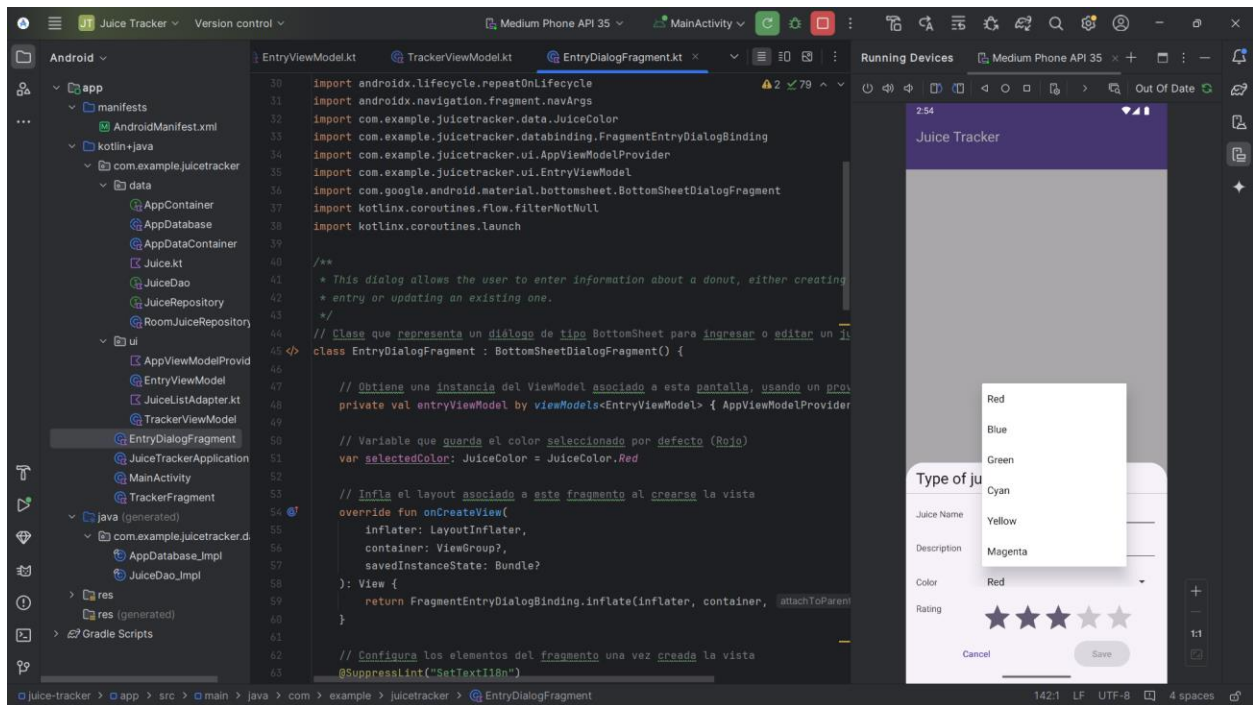 JT Juice Tracker Version control Medium Phone API 35 MainActivity
Android
app
manifests
AndroidManifest.xml
kotlin+java
com.example.juicetracker
data
AppContainer
AppDatabase
AppDataContainer
Juice.kt
JuiceDao
JuiceRepository
RoomJuiceRepository
ui
AppViewModelProvid
EntryViewModel
JuiceListAdapter.kt
TrackerViewModel
EntryDialogFragment
JuiceTrackerApplication
MainActivity
TrackerFragment
java (generated)
com.example.juicetracker.d
AppDatabase_Impl
JuiceDao_Impl
res
res (generated)
Gradle Scripts
EntryViewModel.kt TrackerViewModel.kt EntryDialogFragment.kt
2 79
30 import androidx.lifecycle.repeatOnLifecycle
31 import androidx.navigation.fragment.navArgs
32 import com.example.juicetracker.data.JuiceColor
33 import com.example.juicetracker.databinding.FragmentEntryDialogBinding
34 import com.example.juicetracker.ui.AppViewModelProvider
35 import com.example.juicetracker.ui.EntryViewModel
36 import com.google.android.material.bottomsheet.BottomSheetDialogFragment
37 import kotlinx.coroutines.flow.filterNotNull
38 import kotlinx.coroutines.launch
39
40 /**
41 * This dialog allows the user to enter information about a donut, either creating
42 * entry or updating an existing one.
43 */
44 // Clase que representa un diálogo de tipo BottomSheet para ingresar o editar un ju
45 class EntryDialogFragment : BottomSheetDialogFragment() {
46
47 // Obtiene una instancia del ViewModel asociado a esta pantalla, usando un prov
48 private val entryViewModel by viewModels<EntryViewModel> { AppViewModelProvider
49
50 // Variable que guarda el color seleccionado por defecto (Rojo)
51 var selectedColor: JuiceColor = JuiceColor.Red
52
53 // Infla el layout asociado a este fragmento al crearse la vista
54 override fun onCreateView(
55 inflater: LayoutInflater,
56 container: ViewGroup?,
57 savedInstanceState: Bundle?
58 ): View {
59 return FragmentEntryDialogBinding.inflate(inflater, container, attachToParent
60 }
61
62 // Configura los elementos del fragmento una vez creada la vista
63 @SuppressLint("SetTextI18n")
Running Devices Medium Phone API 35
Out Of Date
2:54
Juice Tracker
Red
Blue
Green
Cyan
Yellow
Magenta
Type of ju
Juice Name
Description
Color Red
Rating
Cancel Save
1:1
juice-tracker > app > src > main > java > com > example > juicetracker > EntryDialogFragment 142:1 LF UTF-8 4 spaces